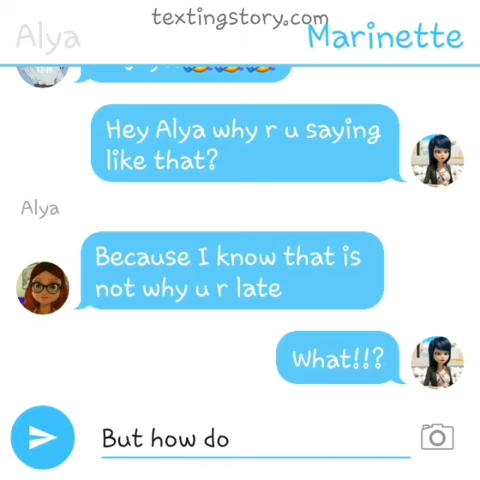 textingstory.com
Alya
Marinette
Hey Alya why r u saying
like that?
Alya
Because I know that is
not why u r late
What!!?
But how do